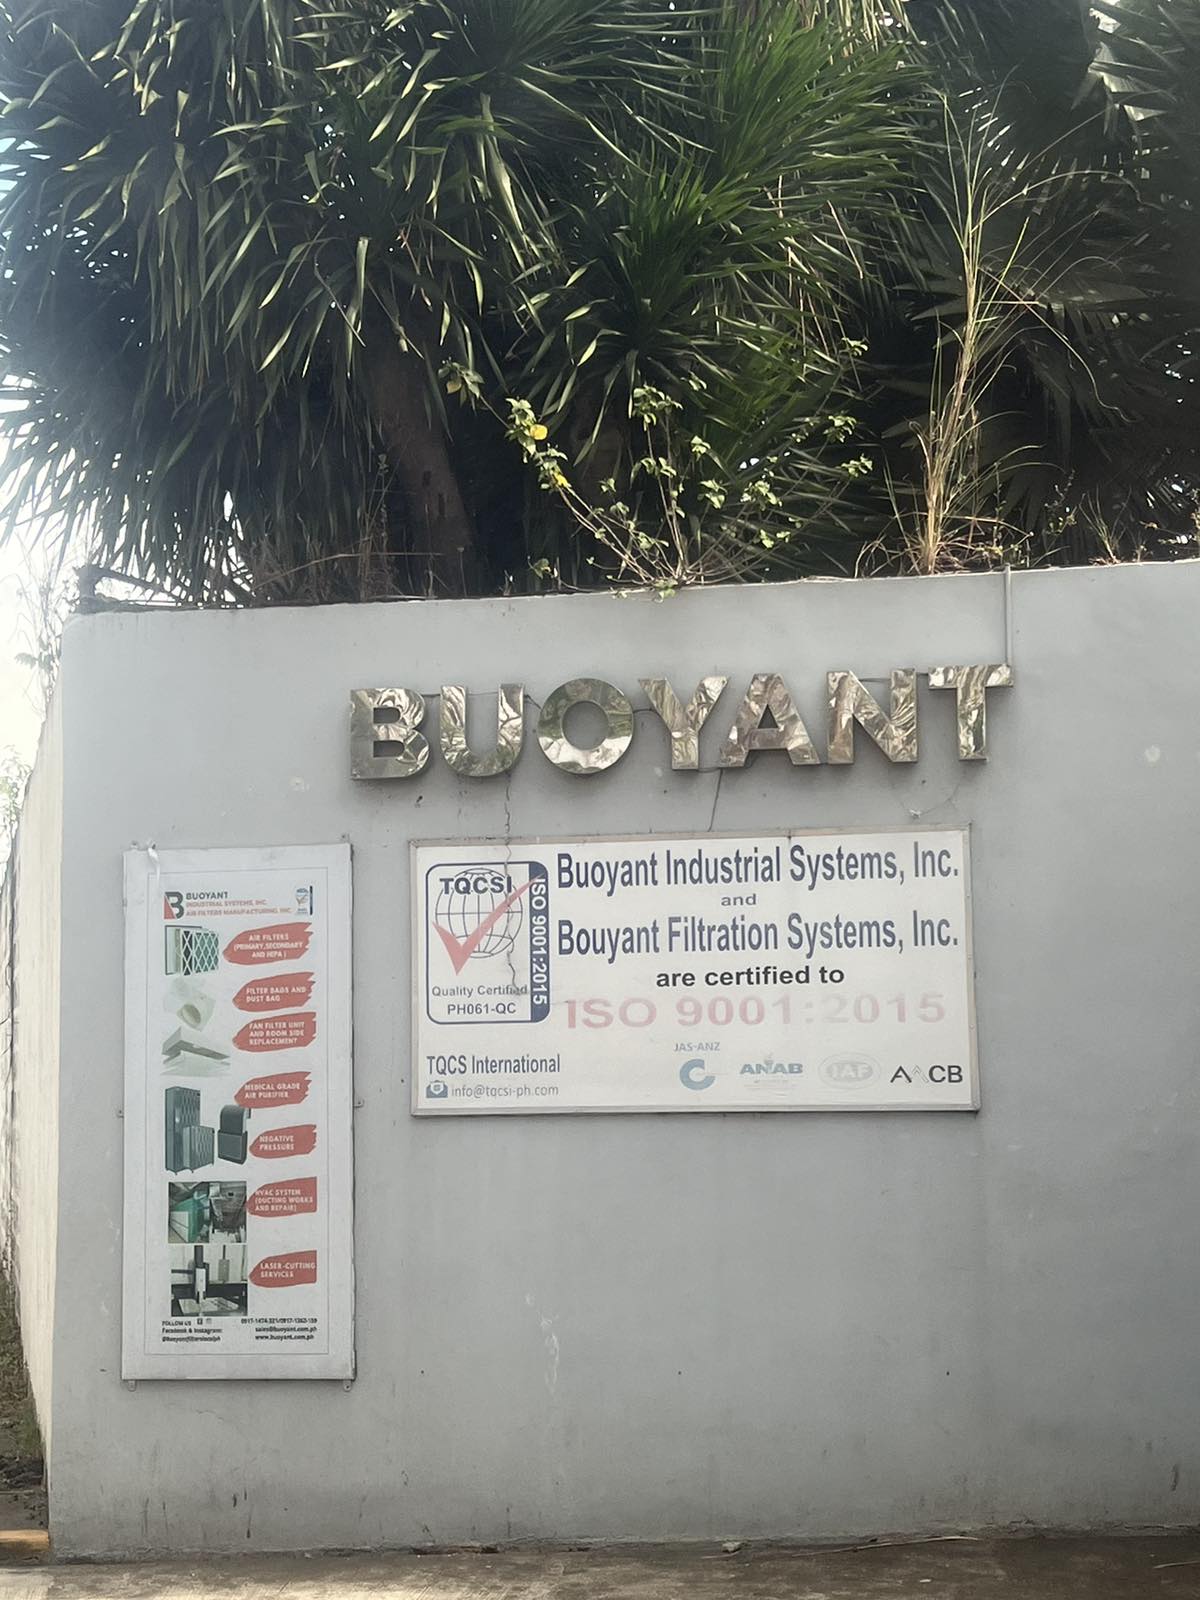 BUOYANT
BUOYANT
INDUSTRIAL SYSTEMS, INC.
AIR FILTERS MANUFACTURING, INC.
AIR FILTERS
(PRIMARY, SECONDARY
AND HEPA )
FILTER BAGS AND
DUST BAG
FAN FILTER UNIT
AND ROOM SIDE
REPLACEMENT
MEDICAL GRADE
AIR PURIFIER
NEGATIVE
PRESSURE
HVAC SYSTEM
(DUCTING WORKS
AND REPAIR)
LASER-CUTTING
SERVICES
FOLLOW US
Facebook & Instagram:
sales@buoyant.com.ph
www.buoyant.com.ph
TQCSI
ISO 9001:2015
Quality Certified
PH061-QC
Buoyant Industrial Systems, Inc.
and
Bouyant Filtration Systems, Inc.
are certified to
ISO 9001:2015
TQCS International
info@tqcsi-ph.com
JAS-ANZ
ANAB
IAF
CB